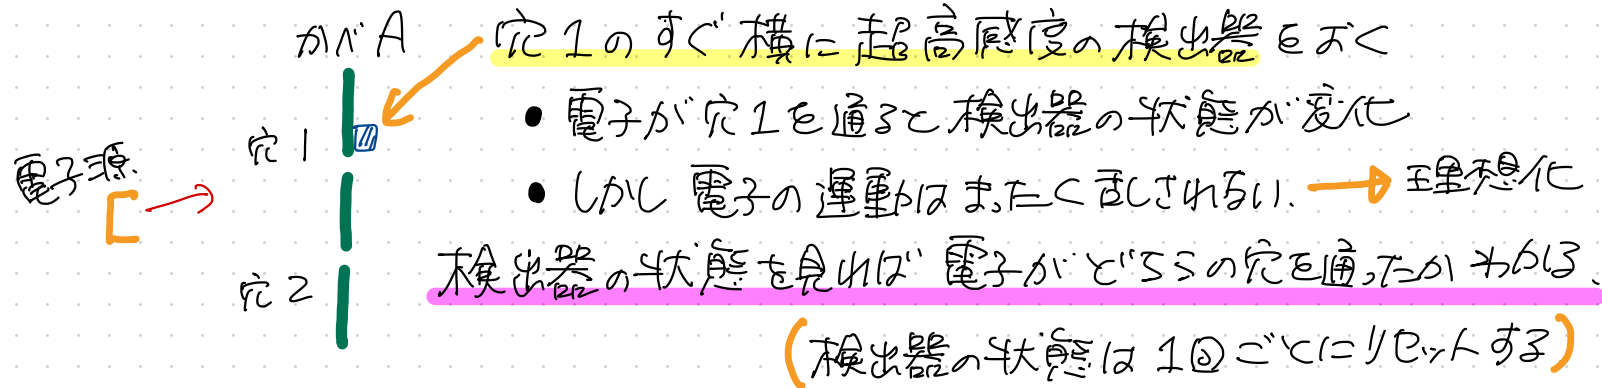 かべA
穴1のすぐ横に超高感度の検出器をおく
・電子が穴1を通ると検出器の状態が変化
穴1
電子源
・しかし電子の運動はまったく乱されない. → 理想化
検出器の状態を見れば電子がどちらの穴を通ったかわかる.
穴2
(検出器の状態は1回ごとにリセットする)